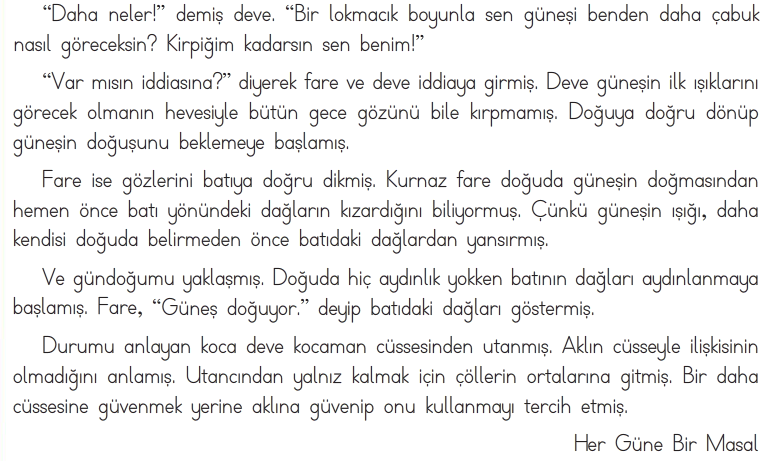 “Daha neler!” demiş deve. “Bir lokmacık boyunla sen güneşi benden daha çabuk
nasıl göreceksin? Kirpiğim kadarsın sen benim!”
“Var mısın iddiasına?” diyerek fare ve deve iddiaya girmiş. Deve güneşin ilk ışıklarını
görecek olmanın hevesiyle bütün gece gözünü bile kırpmamış. Doğuya doğru dönüp
güneşin doğuşunu beklemeye başlamış.
Fare ise gözlerini batıya doğru dikmiş. Kurnaz fare doğuda güneşin doğmasından
hemen önce batı yönündeki dağların kızardığını biliyormuş. Çünkü güneşin ışığı, daha
kendisi doğuda belirmeden önce batıdaki dağlardan yansırmış.
Ve gündoğumu yaklaşmış. Doğuda hiç aydınlık yokken batının dağları aydınlanmaya
başlamış. Fare, “Güneş doğuyor.” deyip batıdaki dağları göstermiş.
Durumu anlayan koca deve kocaman cüssesinden utanmış. Aklın cüsseyle ilişkisinin
olmadığını anlamış. Utancından yalnız kalmak için çöllerin ortalarına gitmiş. Bir daha
cüssesine güvenmek yerine aklına güvenip onu kullanmayı tercih etmiş.
Her Güne Bir Masal